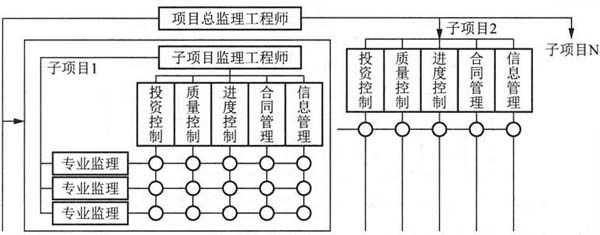 项目总监理工程师
子项目1
子项目监理工程师
投资控制
质量控制
进度控制
合同管理
信息管理
专业监理
专业监理
专业监理
子项目2
投资控制
质量控制
进度控制
合同管理
信息管理
子项目N